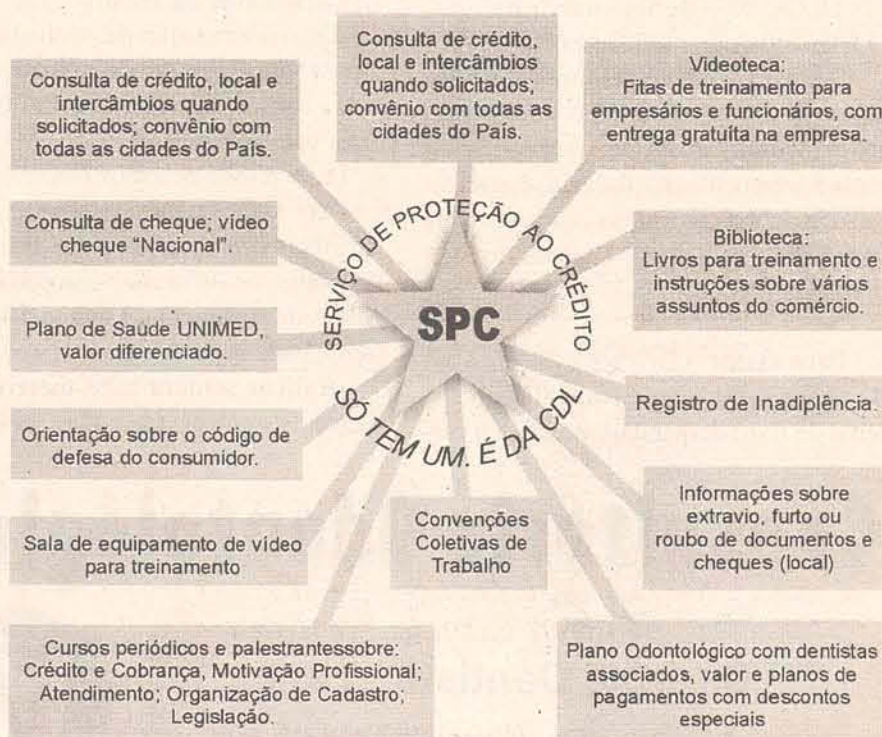 Consulta de crédito, local e
intercâmbios quando
solicitados; convênio com
todas as cidades do País.
Consulta de crédito,
local e intercâmbios
quando solicitados;
convênio com todas as
cidades do País.
Videoteca:
Fitas de treinamento para
empresários e funcionários, com
entrega gratuíta na empresa.
Consulta de cheque; vídeo
cheque “Nacional”.
Biblioteca:
Livros para treinamento e
instruções sobre vários
assuntos do comércio.
SERVIÇO DE PROTEÇÃO AO CRÉDITO
SPC
SÓ TEM UM. É DA CDL
Plano de Saúde UNIMED,
valor diferenciado.
Registro de Inadiplência.
Orientação sobre o código de
defesa do consumidor.
Informações sobre
extravio, furto ou
roubo de documentos e
cheques (local)
Sala de equipamento de vídeo
para treinamento
Convenções
Coletivas de
Trabalho
Cursos periódicos e palestrantessobre:
Crédito e Cobrança, Motivação Profissional;
Atendimento; Organização de Cadastro;
Legislação.
Plano Odontológico com dentistas
associados, valor e planos de
pagamentos com descontos
especiais